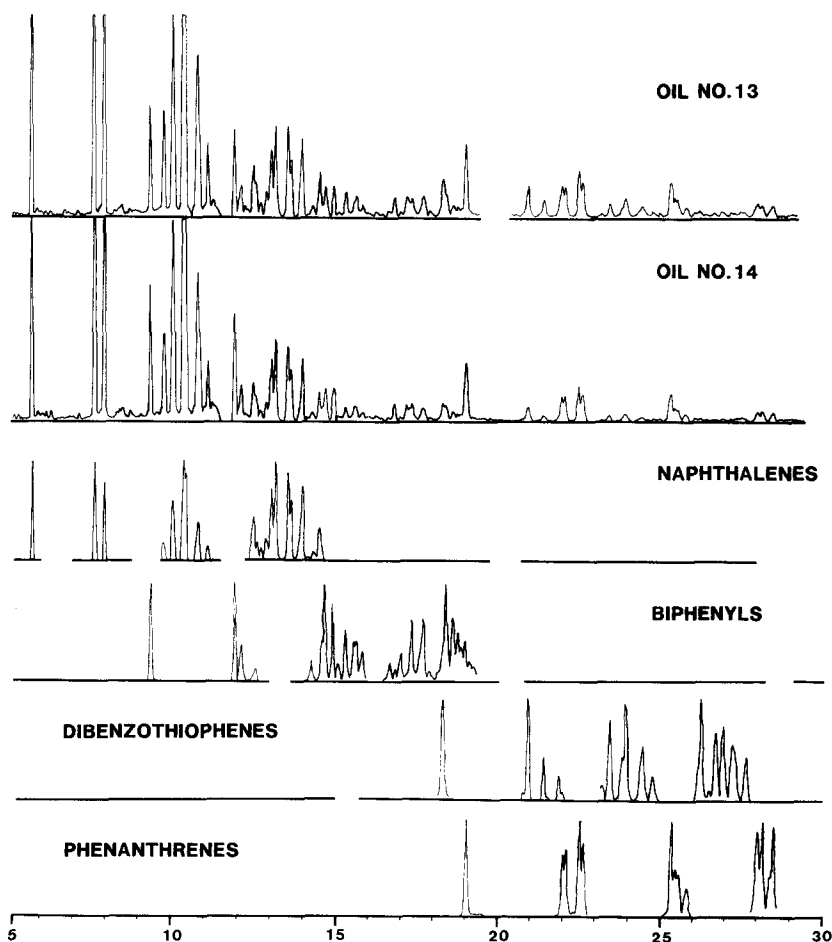 OIL NO.13
OIL NO.14
NAPHTHALENES
BIPHENYLS
DIBENZOTHIOPHENES
PHENANTHRENES
5 10 15 20 25 30